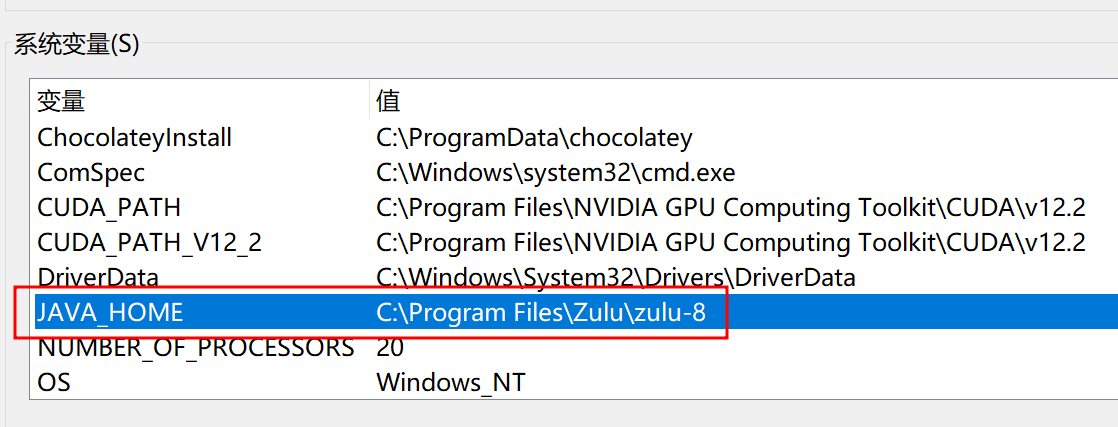 系统变量(S)
变量 值
ChocolateyInstall C:\ProgramData\chocolatey
ComSpec C:\Windows\system32\cmd.exe
CUDA_PATH C:\Program Files\NVIDIA GPU Computing Toolkit\CUDA\v12.2
CUDA_PATH_V12_2 C:\Program Files\NVIDIA GPU Computing Toolkit\CUDA\v12.2
DriverData C:\Windows\System32\Drivers\DriverData
JAVA_HOME C:\Program Files\Zulu\zulu-8
NUMBER_OF_PROCESSORS 20
OS Windows_NT